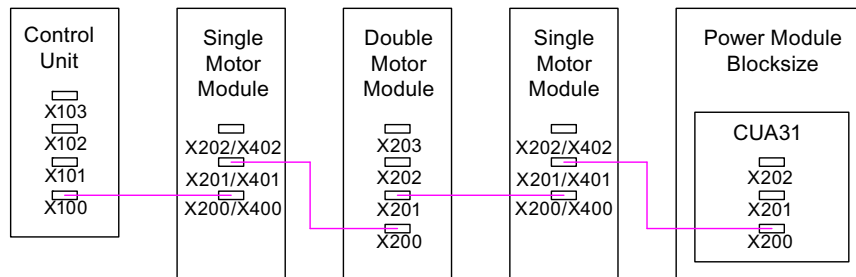 Control
Unit
X103
X102
X101
X100
Single
Motor
Module
X202/X402
X201/X401
X200/X400
Double
Motor
Module
X203
X202
X201
X200
Single
Motor
Module
X202/X402
X201/X401
X200/X400
Power Module
Blocksize
CUA31
X202
X201
X200